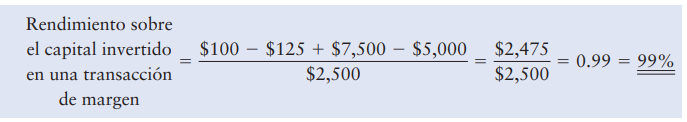 Rendimiento sobre
el capital invertido
en una transacción
de margen
= $100 − $125 + $7,500 − $5,000 / $2,500 = $2,475 / $2,500 = 0.99 = 99%